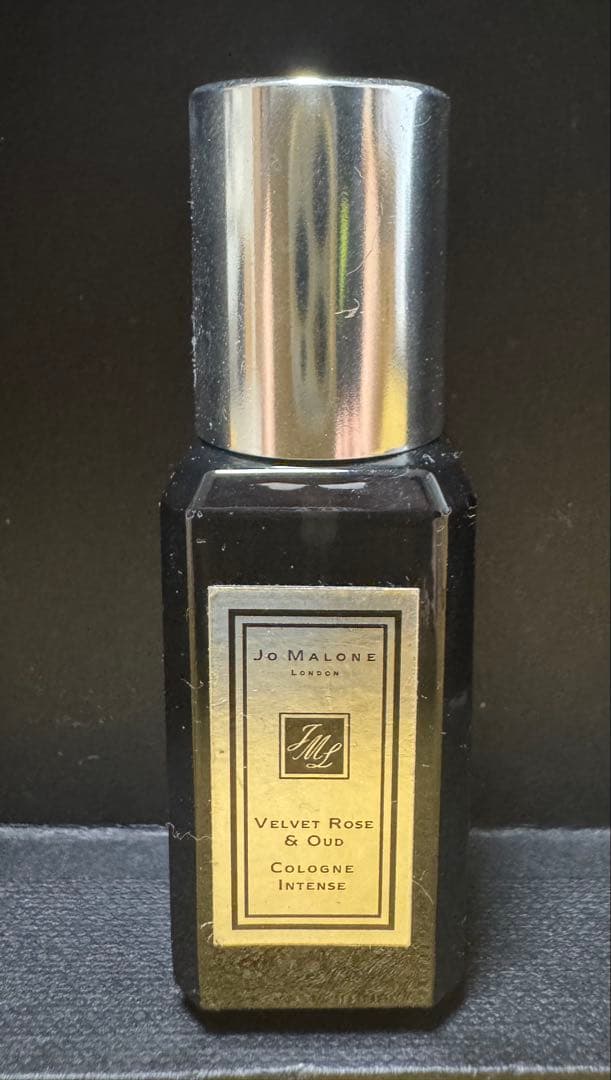 Jo Malone
London
JML
Velvet Rose
& Oud
Cologne
Intense